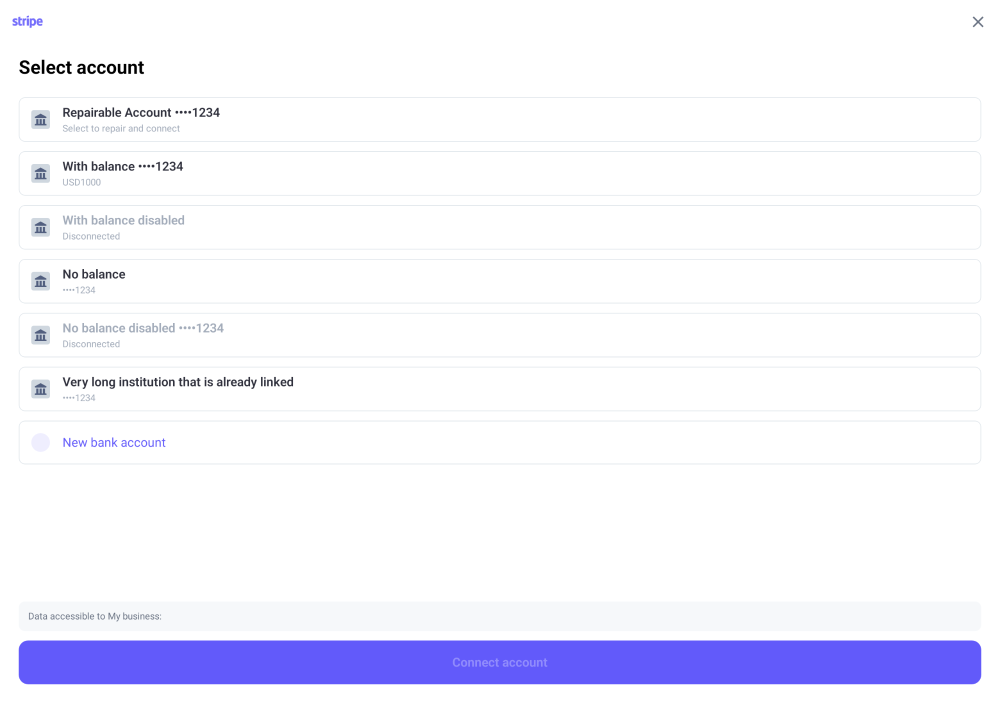 stripe
Select account
Repairable Account ••••1234
Select to repair and connect
With balance ••••1234
USD1000
With balance disabled
Disconnected
No balance
••••1234
No balance disabled ••••1234
Disconnected
Very long institution that is already linked
••••1234
New bank account
Data accessible to My business:
Connect account